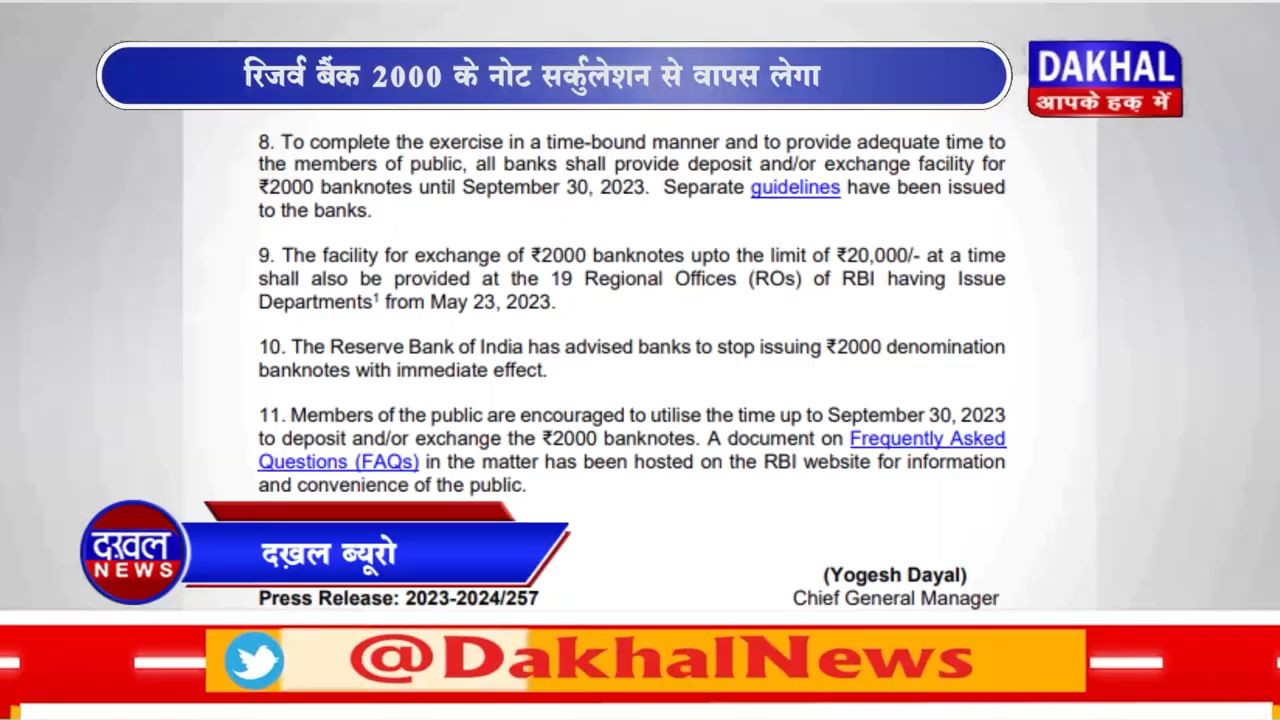 रिजर्व बैंक 2000 के नोट सर्कुलेशन से वापस लेगा
DAKHAL
आपके हक़ में
8. To complete the exercise in a time-bound manner and to provide adequate time to
the members of public, all banks shall provide deposit and/or exchange facility for
₹2000 banknotes until September 30, 2023. Separate guidelines have been issued
to the banks.
9. The facility for exchange of ₹2000 banknotes upto the limit of ₹20,000/- at a time
shall also be provided at the 19 Regional Offices (ROs) of RBI having Issue
Departments¹ from May 23, 2023.
10. The Reserve Bank of India has advised banks to stop issuing ₹2000 denomination
banknotes with immediate effect.
11. Members of the public are encouraged to utilise the time up to September 30, 2023
to deposit and/or exchange the ₹2000 banknotes. A document on Frequently Asked
Questions (FAQs) in the matter has been hosted on the RBI website for information
and convenience of the public.
दख़ल
NEWS
दख़ल ब्यूरो
(Yogesh Dayal)
Press Release: 2023-2024/257
Chief General Manager
@DakhalNews